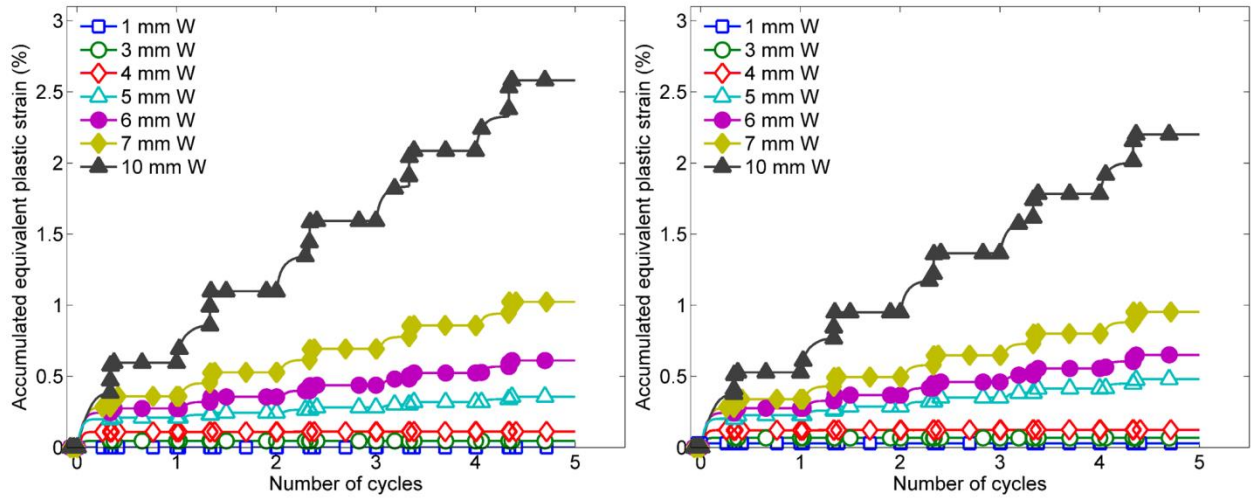 Accumulated equivalent plastic strain (%)
3
2.5
2
1.5
1
0.5
0
1 mm W
3 mm W
4 mm W
5 mm W
6 mm W
7 mm W
10 mm W
0 1 2 3 4 5
Number of cycles
Accumulated equivalent plastic strain (%)
3
2.5
2
1.5
1
0.5
0
1 mm W
3 mm W
4 mm W
5 mm W
6 mm W
7 mm W
10 mm W
0 1 2 3 4 5
Number of cycles